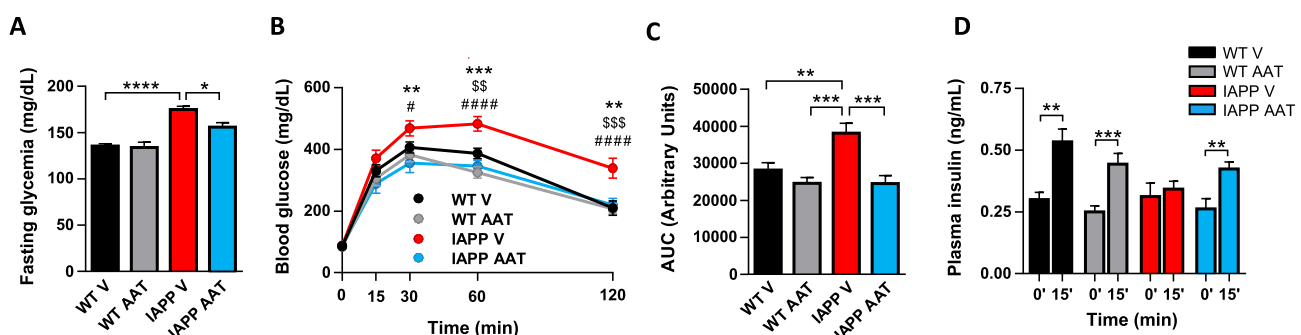 A
Fasting glycemia (mg/dL)
200
150
100
50
0
****
*
WT V
WT AAT
IAPP V
IAPP AAT
B
Blood glucose (mg/dL)
600
400
200
0
**
#
***
$$
####
**
$$$
####
WT V
WT AAT
IAPP V
IAPP AAT
0
15
30
60
120
Time (min)
C
AUC (Arbitrary Units)
50000
40000
30000
20000
10000
0
**
***
***
WT V
WT AAT
IAPP V
IAPP AAT
D
WT V
WT AAT
IAPP V
IAPP AAT
Plasma insulin (ng/mL)
0.75
0.50
0.25
0.00
**
***
**
0' 15'
0' 15'
0' 15'
0' 15'
Time (min)